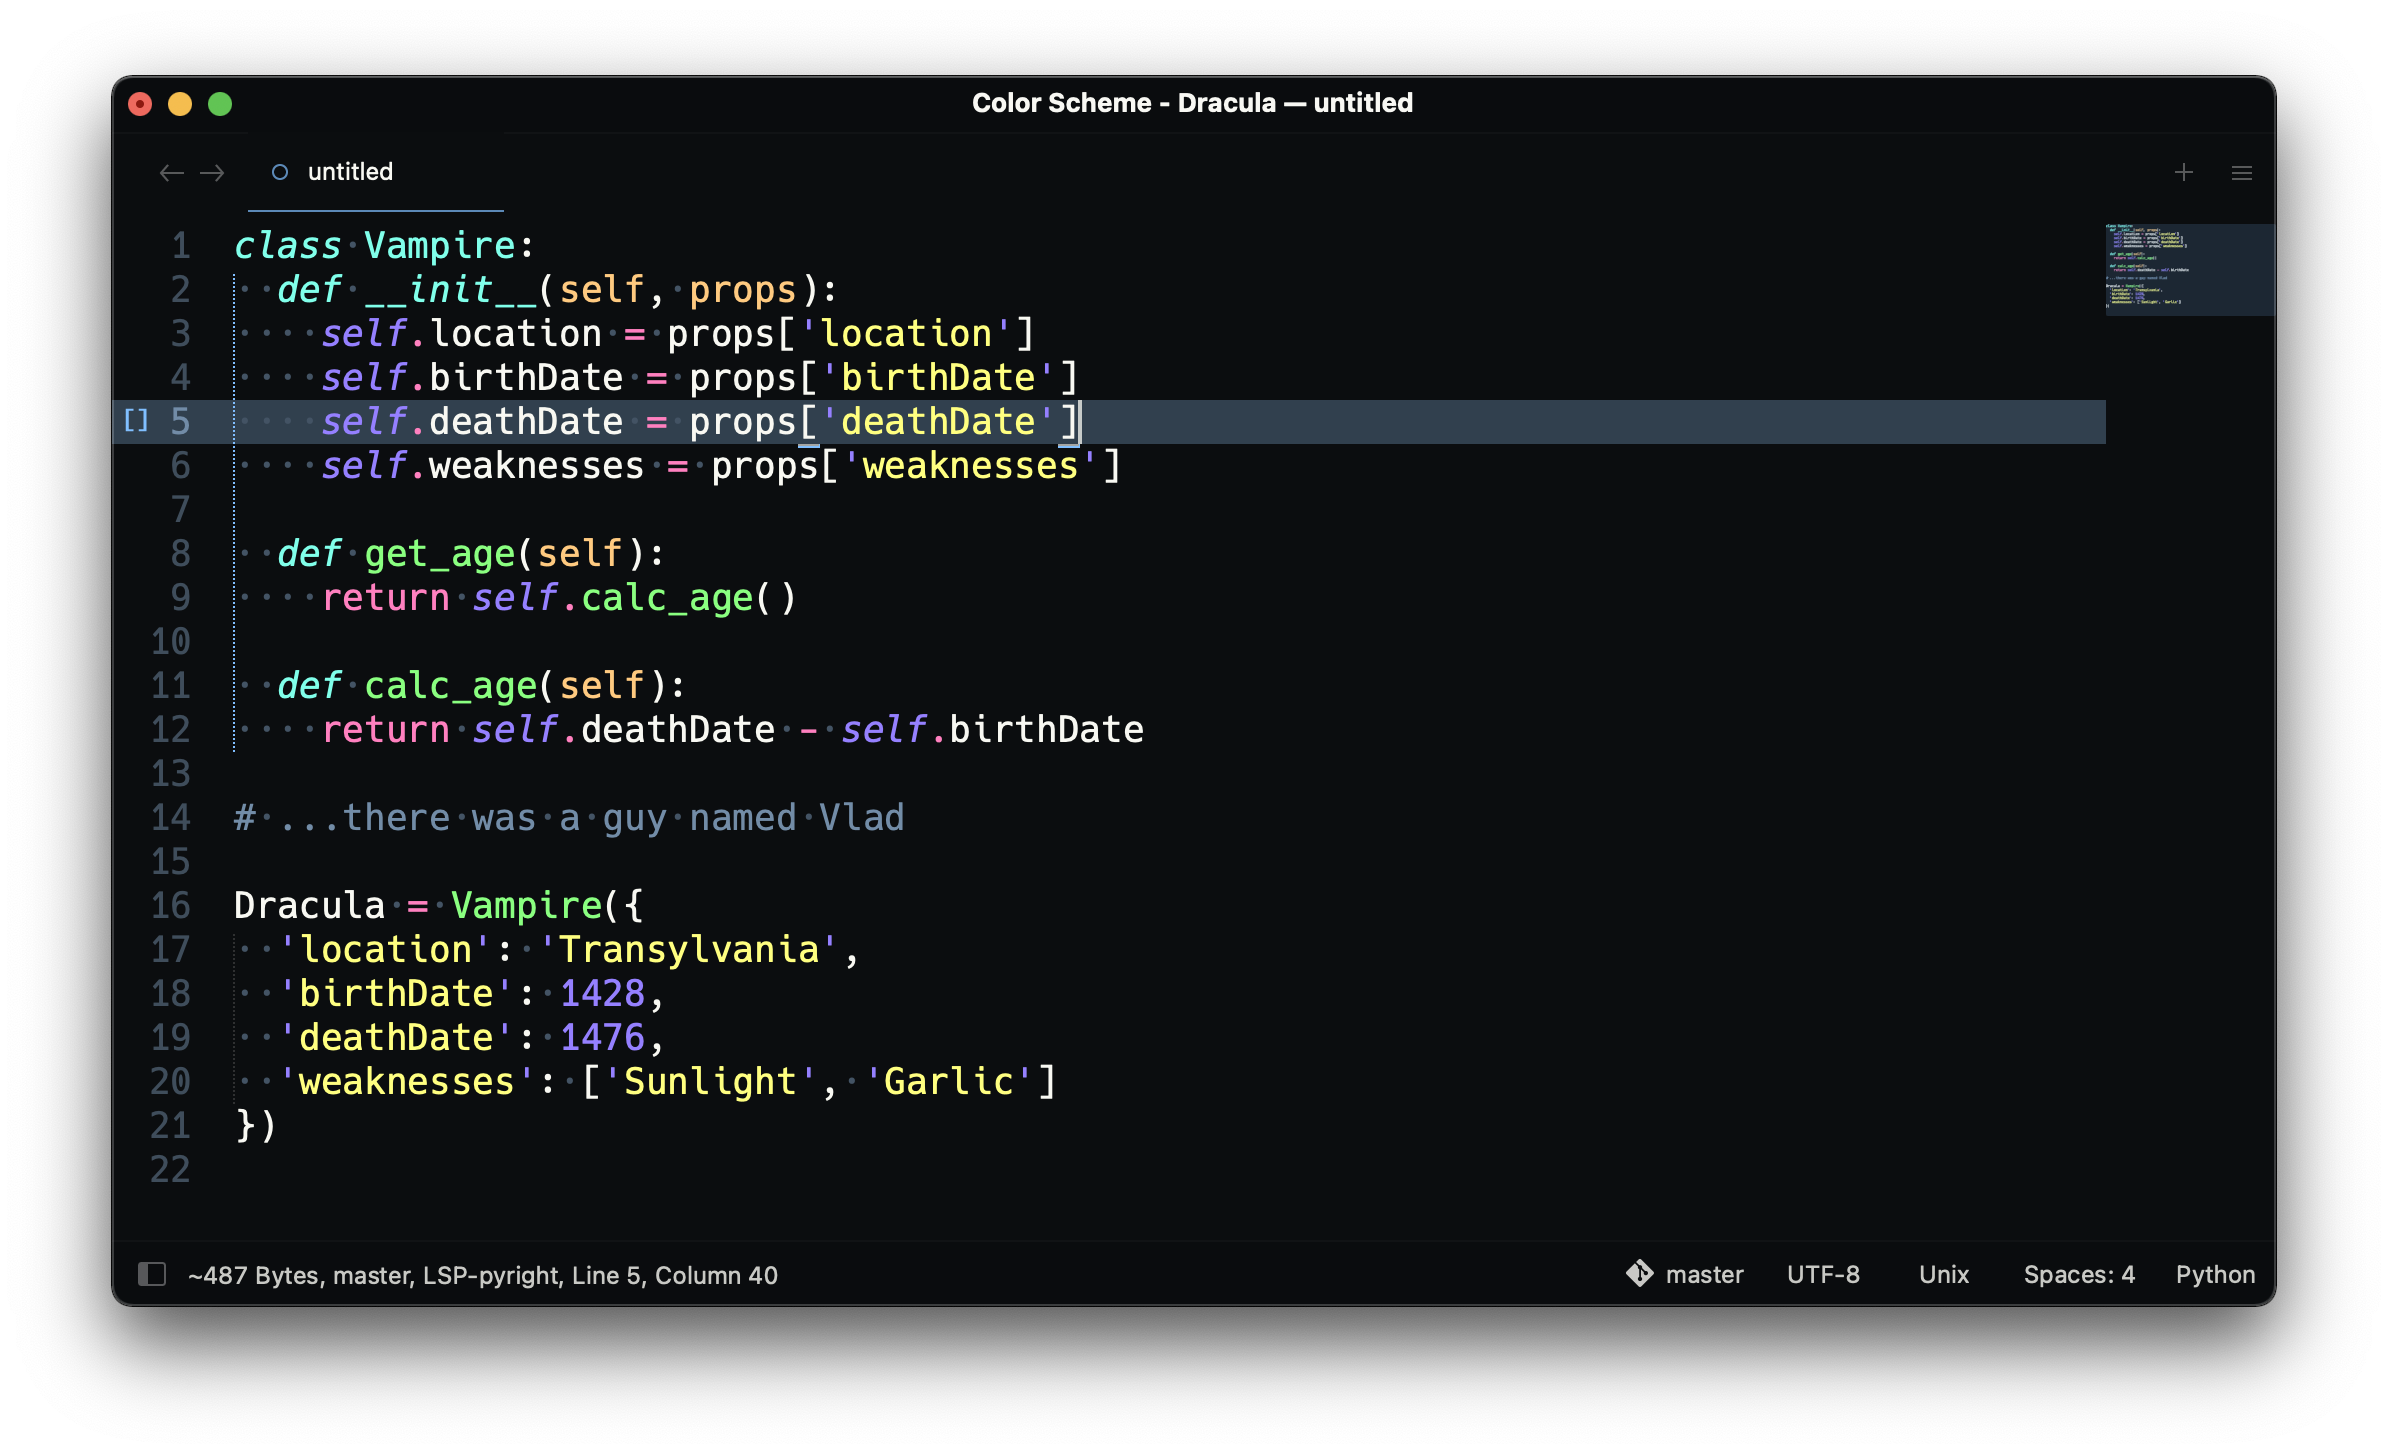 Color Scheme - Dracula — untitled
untitled
1 class Vampire:
2   def __init__(self, props):
3     self.location = props['location']
4     self.birthDate = props['birthDate']
[] 5     self.deathDate = props['deathDate']
6     self.weaknesses = props['weaknesses']
7
8   def get_age(self):
9     return self.calc_age()
10
11   def calc_age(self):
12     return self.deathDate - self.birthDate
13
14 # ...there was a guy named Vlad
15
16 Dracula = Vampire({
17   'location': 'Transylvania',
18   'birthDate': 1428,
19   'deathDate': 1476,
20   'weaknesses': ['Sunlight', 'Garlic']
21 })
22
~487 Bytes, master, LSP-pyright, Line 5, Column 40 master UTF-8 Unix Spaces: 4 Python